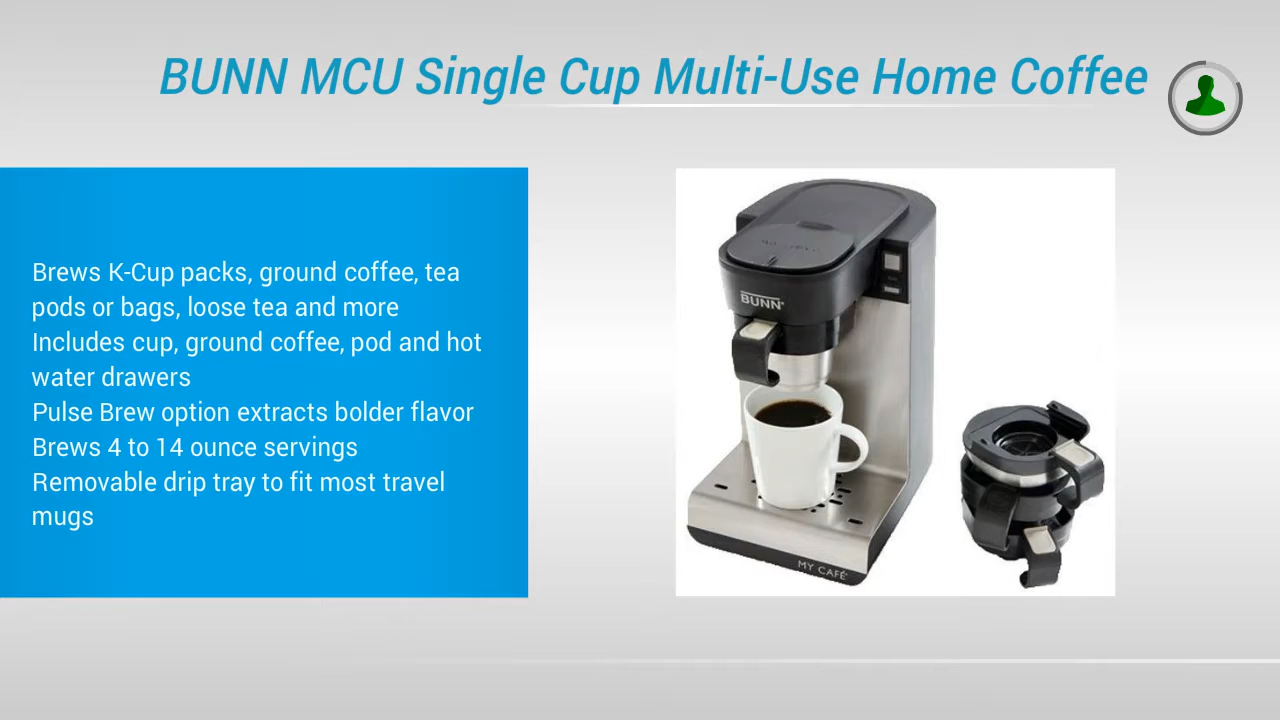 BUNN MCU Single Cup Multi-Use Home Coffee
Brews K-Cup packs, ground coffee, tea
pods or bags, loose tea and more
Includes cup, ground coffee, pod and hot
water drawers
Pulse Brew option extracts bolder flavor
Brews 4 to 14 ounce servings
Removable drip tray to fit most travel
mugs
BUNN
MY CAFÉ